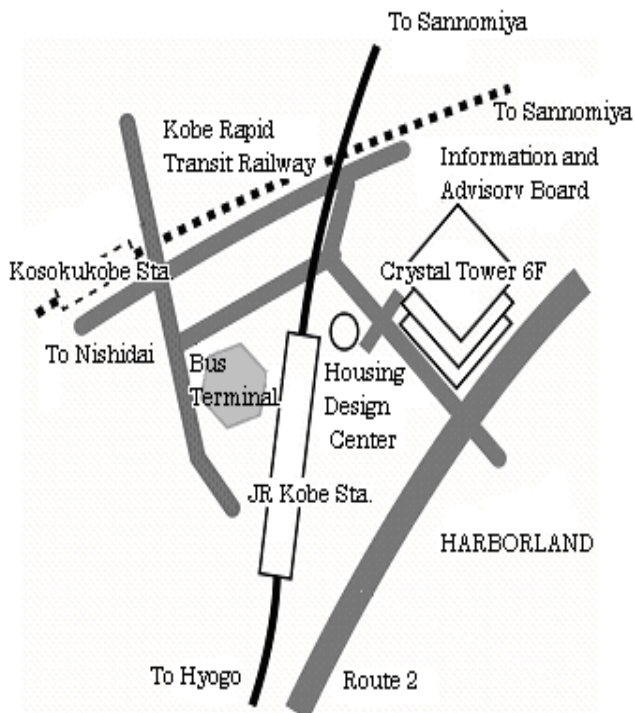 To Sannomiya
To Sannomiya
Kobe Rapid
Transit Railway
Information and
Advisory Board
Kosokukobe Sta.
Crystal Tower 6F
To Nishidai
Bus
Terminal
Housing
Design
Center
JR Kobe Sta.
HARBORLAND
To Hyogo
Route 2